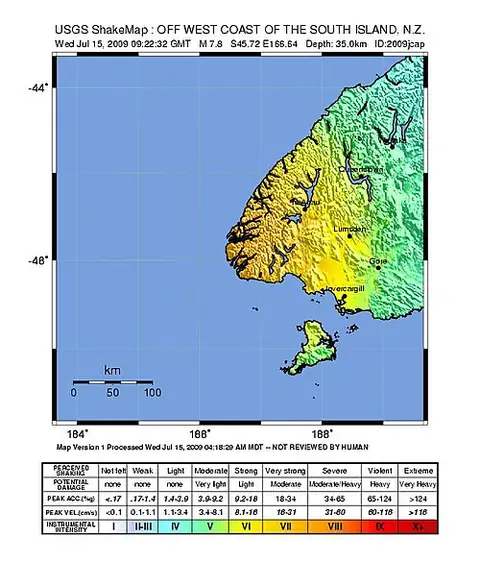 USGS ShakeMap : OFF WEST COAST OF THE SOUTH ISLAND, N.Z.
Wed Jul 15, 2009 09:22:32 GMT M 7.8 S45.72 E166.64 Depth: 35.0km ID:2009jcap
-44°
Queenstown
Lumsden
-46°
Gore
Invercargill
km
0 50 100
164° 166° 168°
Map Version 1 Processed Wed Jul 15, 2009 04:18:29 AM MDT -- NOT REVIEWED BY HUMAN
PERCEIVED SHAKING Not felt Weak Light Moderate Strong Very strong Severe Violent Extreme
POTENTIAL DAMAGE none none none Very light Light Moderate Moderate/Heavy Heavy Very Heavy
PEAK ACC.(%g) <.17 .17-1.4 1.4-3.9 3.9-9.2 9.2-18 18-34 34-65 65-124 >124
PEAK VEL.(cm/s) <0.1 0.1-1.1 1.1-3.4 3.4-8.1 8.1-16 16-31 31-60 60-116 >116
INSTRUMENTAL INTENSITY I II-III IV V VI VII VIII IX X+